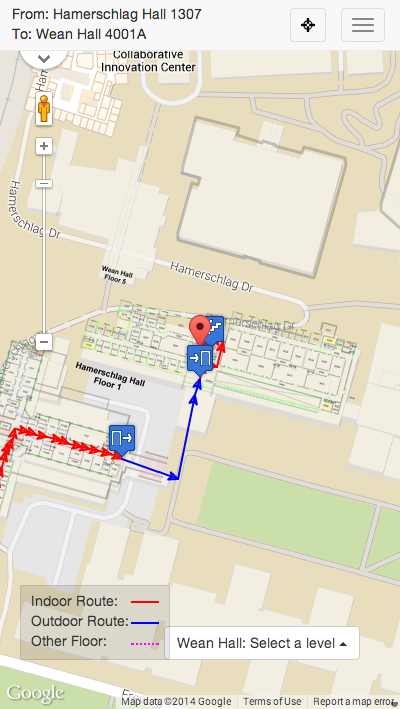 From: Hamerschlag Hall 1307
To: Wean Hall 4001A
Collaborative
Innovation Center
Hamerschlag Dr
Wean Hall
Floor 5
Hamerschlag Dr
Hamerschlag Dr
Hamerschlag Hall
Floor 1
Indoor Route:
Outdoor Route:
Other Floor:
Wean Hall: Select a level
Google
Map data ©2014 Google
Terms of Use
Report a map error